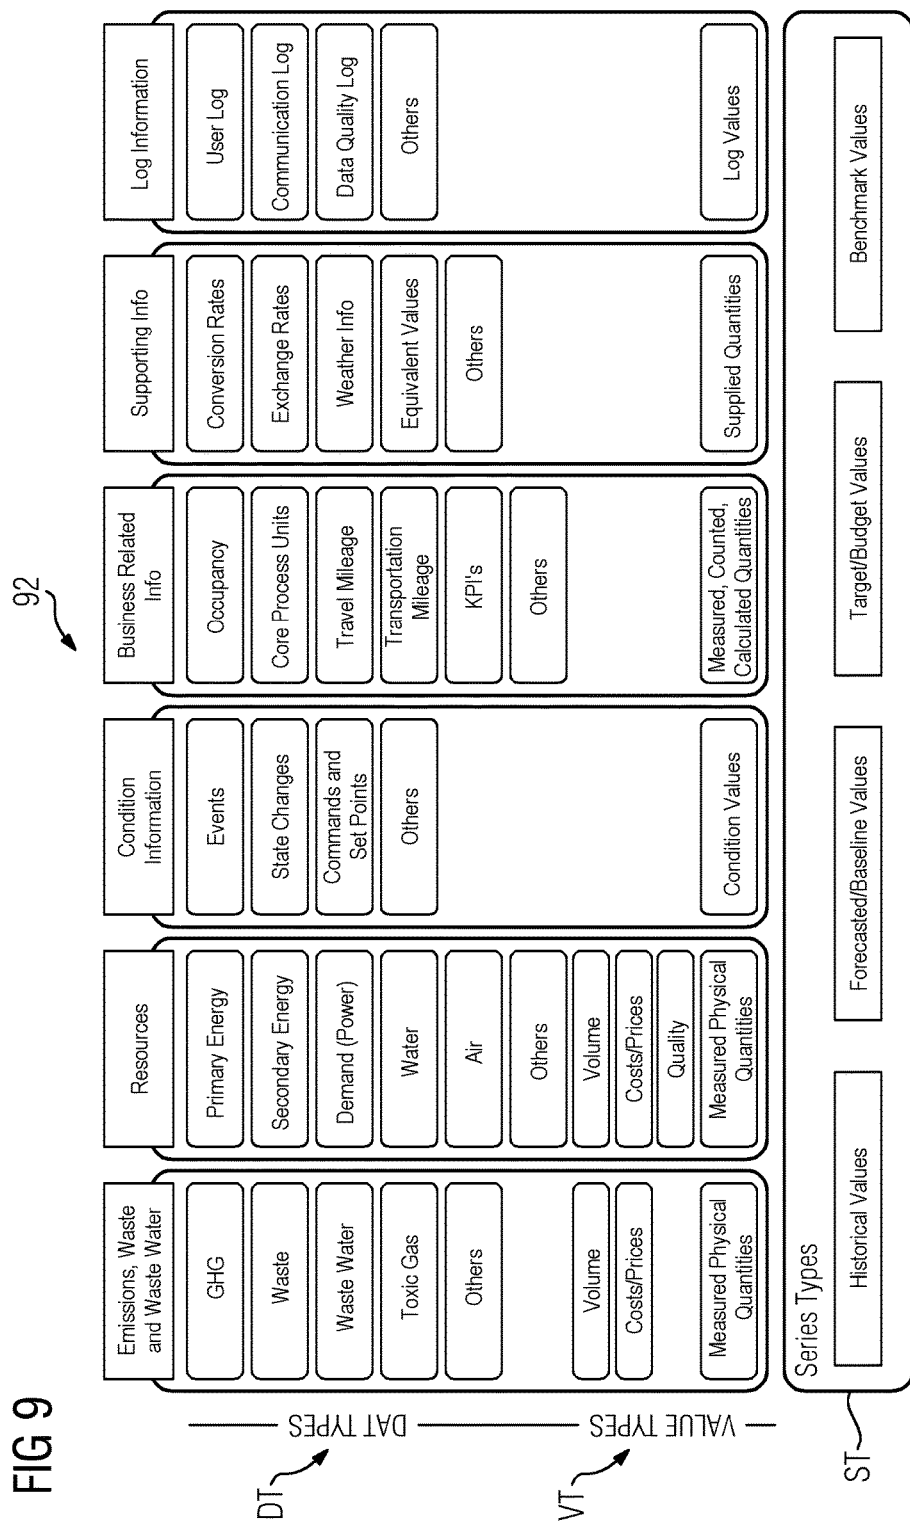 FIG 9
92
Emissions, Waste
and Waste Water
GHG
Waste
Waste Water
Toxic Gas
Others
Volume
Costs/Prices
Measured Physical
Quantities
Resources
Primary Energy
Secondary Energy
Demand (Power)
Water
Air
Others
Volume
Costs/Prices
Quality
Measured Physical
Quantities
Condition
Information
Events
State Changes
Commands and
Set Points
Others
Condition Values
Business Related
Info
Occupancy
Core Process Units
Travel Mileage
Transportation
Mileage
KPI's
Others
Measured, Counted,
Calculated Quantities
Supporting Info
Conversion Rates
Exchange Rates
Weather Info
Equivalent Values
Others
Supplied Quantities
Log Information
User Log
Communication Log
Data Quality Log
Others
Log Values
DT
DAT TYPES
VT
VALUE TYPES
ST
Series Types
Historical Values
Forecasted/Baseline Values
Target/Budget Values
Benchmark Values